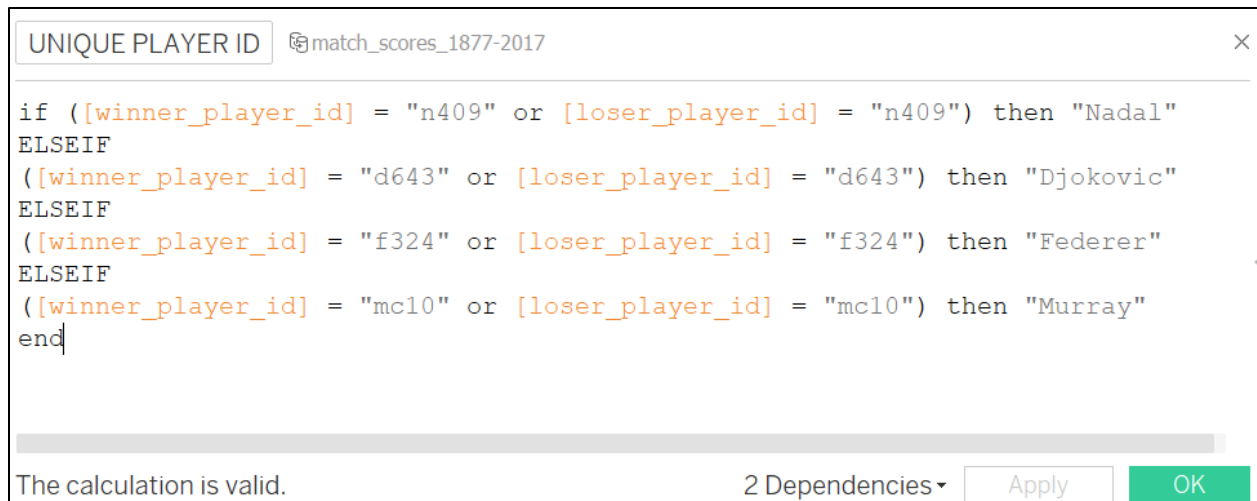 UNIQUE PLAYER ID match_scores_1877-2017 ×
if ([winner_player_id] = "n409" or [loser_player_id] = "n409") then "Nadal"
ELSEIF
([winner_player_id] = "d643" or [loser_player_id] = "d643") then "Djokovic"
ELSEIF
([winner_player_id] = "f324" or [loser_player_id] = "f324") then "Federer"
ELSEIF
([winner_player_id] = "mc10" or [loser_player_id] = "mc10") then "Murray"
end
The calculation is valid. 2 Dependencies Apply OK